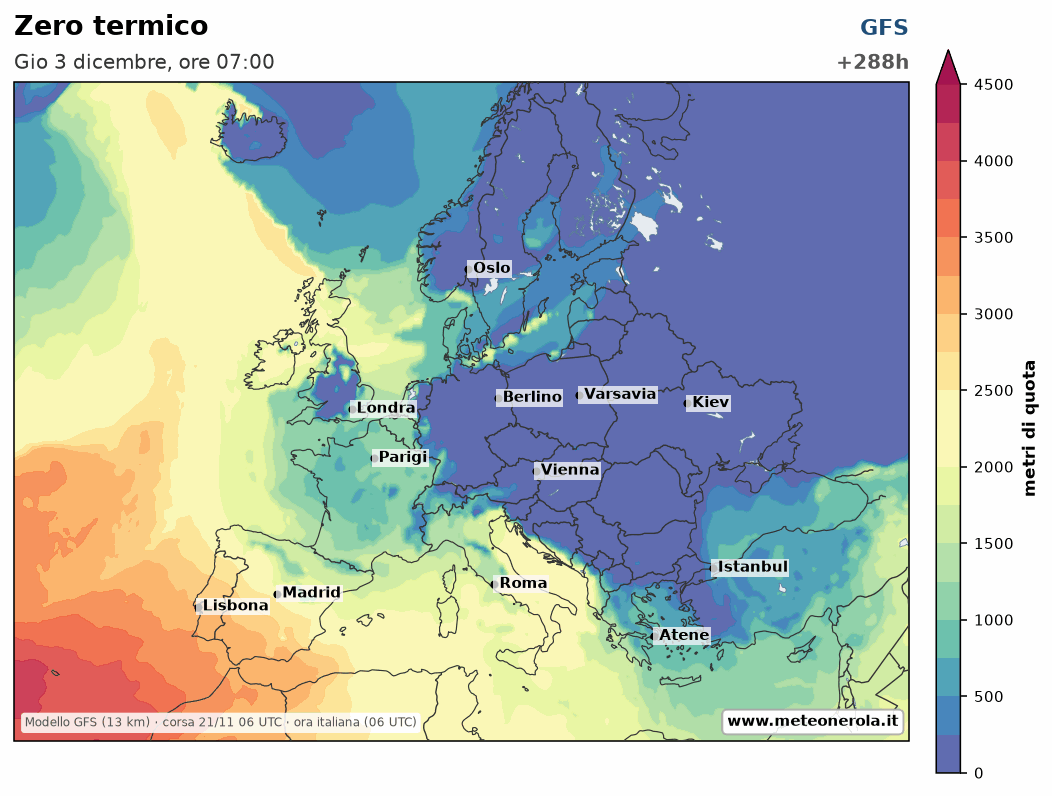 Zero termico
GFS
Gio 3 dicembre, ore 07:00
+288h
Oslo
Londra
Berlino
Varsavia
Kiev
Parigi
Vienna
Istanbul
Roma
Madrid
Lisbona
Atene
Modello GFS (13 km) · corsa 21/11 06 UTC · ora italiana (06 UTC)
www.meteonerola.it
4500
4000
3500
3000
2500
2000
1500
1000
500
0
metri di quota